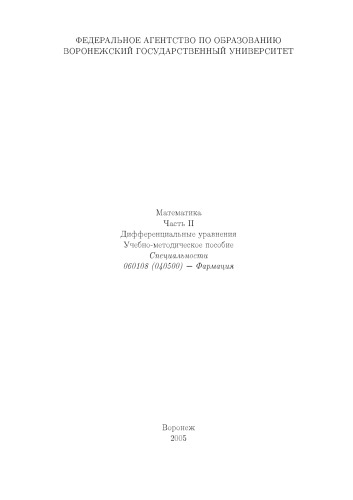 ФЕДЕРАЛЬНОЕ АГЕНТСТВО ПО ОБРАЗОВАНИЮ
ВОРОНЕЖСКИЙ ГОСУДАРСТВЕННЫЙ УНИВЕРСИТЕТ
Математика
Часть II
Дифференциальные уравнения
Учебно-методическое пособие
Специальности
060108 (040500) — Фармация
Воронеж
2005